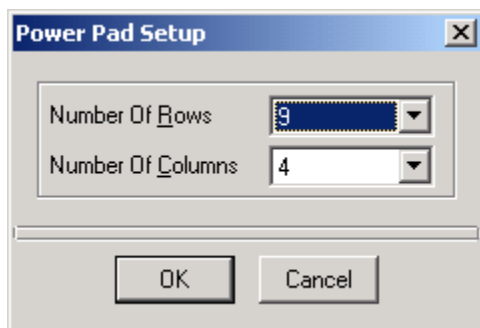 Power Pad Setup
Number Of Rows 9
Number Of Columns 4
OK Cancel